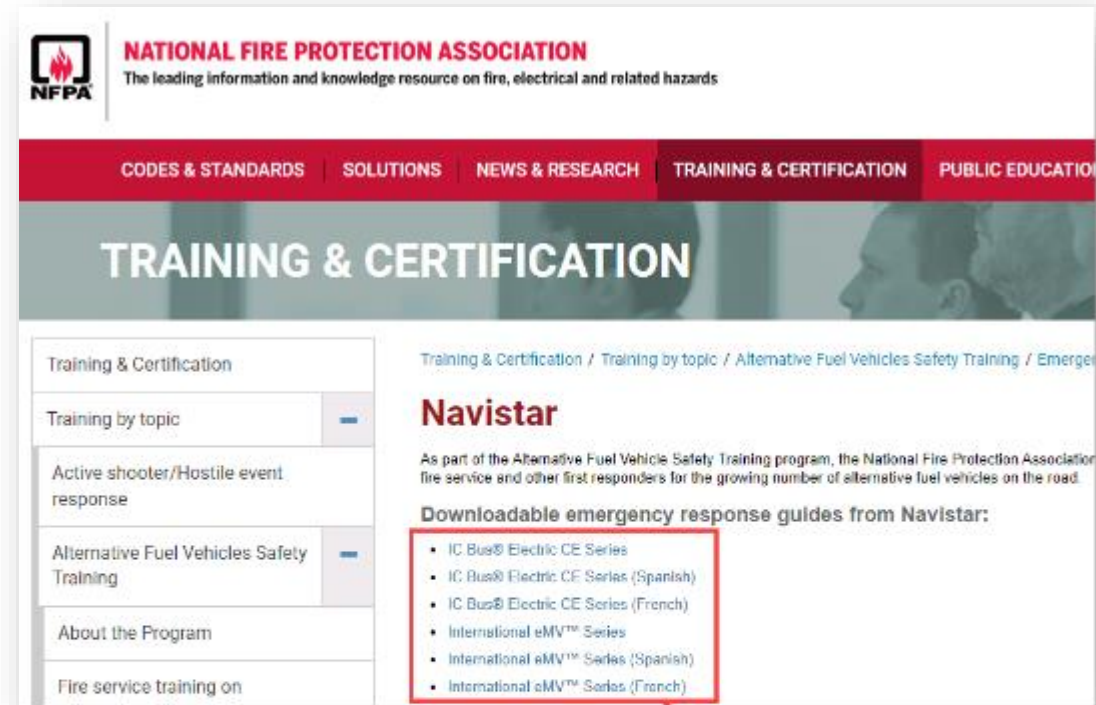 NFPA
NATIONAL FIRE PROTECTION ASSOCIATION
The leading information and knowledge resource on fire, electrical and related hazards
CODES & STANDARDS SOLUTIONS NEWS & RESEARCH TRAINING & CERTIFICATION PUBLIC EDUCATIO
TRAINING & CERTIFICATION
Training & Certification
Training by topic
Active shooter/Hostile event
response
Alternative Fuel Vehicles Safety
Training
About the Program
Fire service training on
Training & Certification / Training by topic / Alternative Fuel Vehicles Safety Training / Emerge
Navistar
As part of the Alternative Fuel Vehicle Safety Training program, the National Fire Protection Association
fire service and other first responders for the growing number of alternative fuel vehicles on the road.
Downloadable emergency response guides from Navistar:
• IC Bus® Electric CE Series
• IC Bus® Electric CE Series (Spanish)
• IC Bus® Electric CE Series (French)
• International eMV™ Series
• International eMV™ Series (Spanish)
• International eMV™ Series (French)